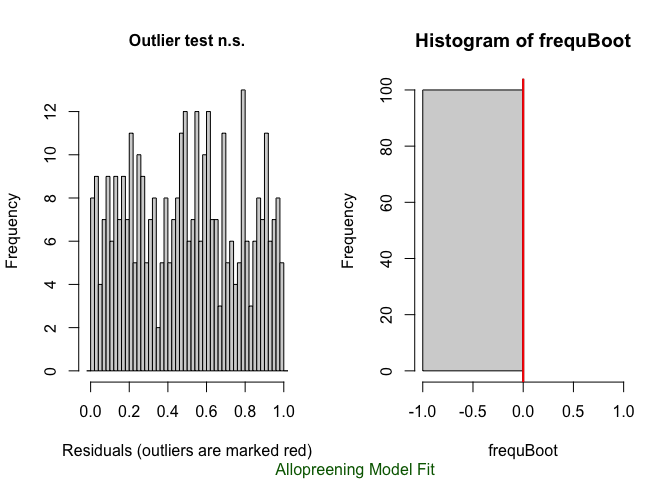 Outlier test n.s.
Frequency
0
2
4
6
8
10
12
0.0 0.2 0.4 0.6 0.8 1.0
Residuals (outliers are marked red)
Histogram of frequBoot
Frequency
0
20
40
60
80
100
-1.0 -0.5 0.0 0.5 1.0
frequBoot
Allopreening Model Fit